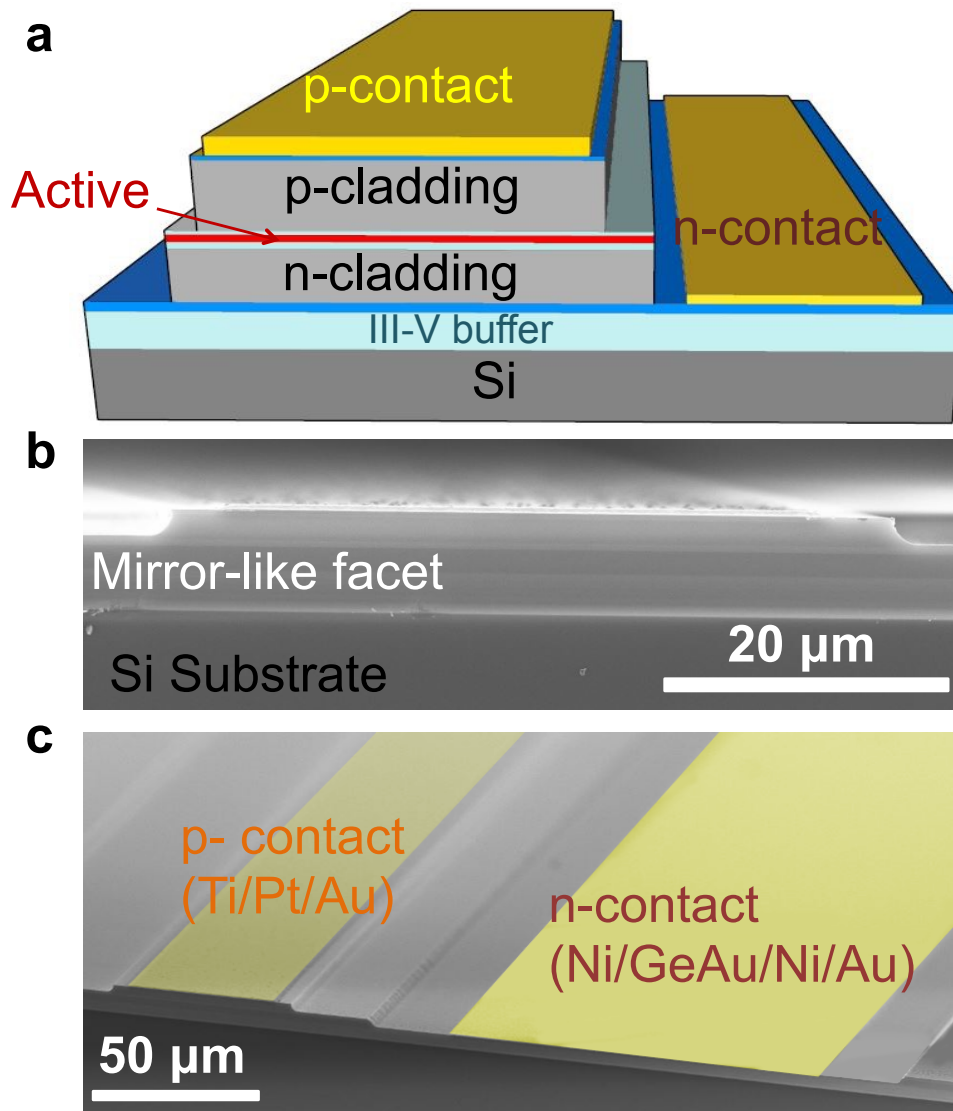 a
p-contact
p-cladding
Active
n-contact
n-cladding
III-V buffer
Si
b
Mirror-like facet
20 µm
Si Substrate
c
p- contact
(Ti/Pt/Au)
n-contact
(Ni/GeAu/Ni/Au)
50 µm